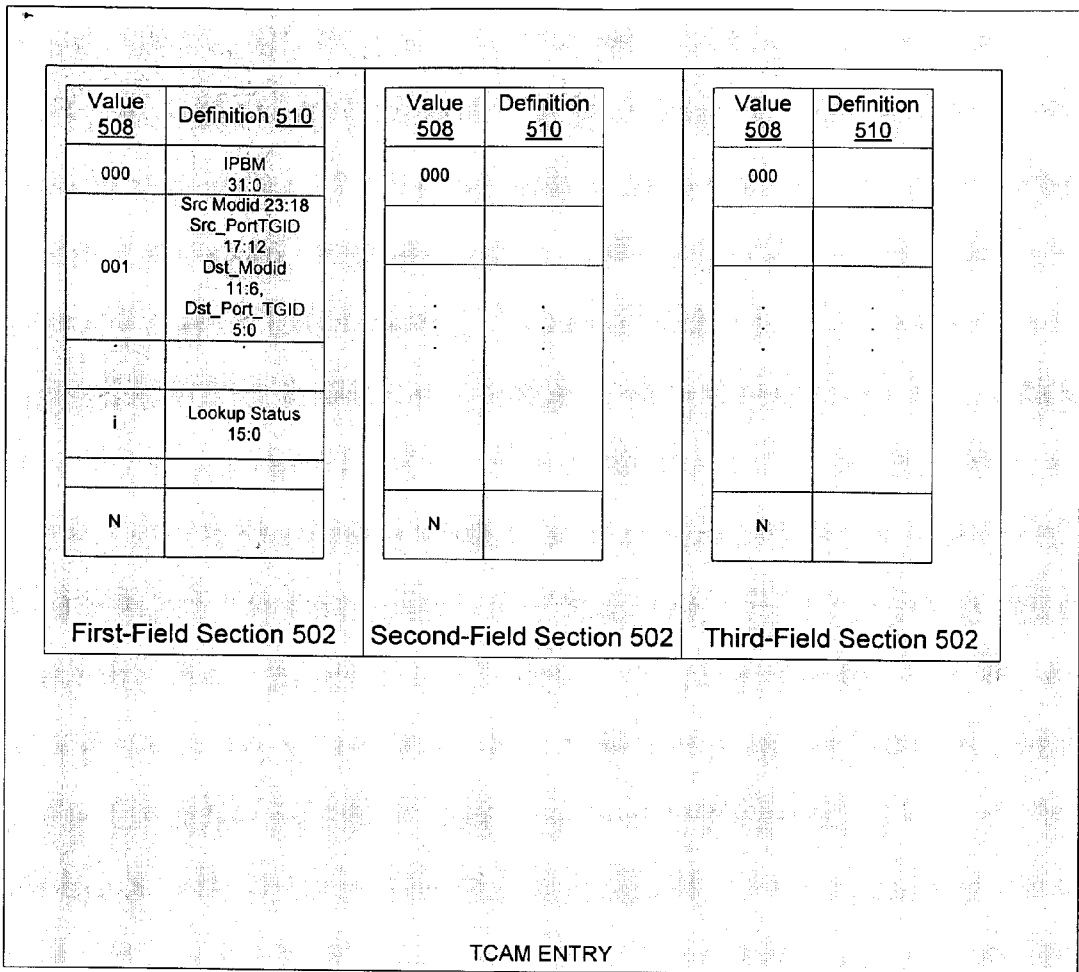 Value
508
Definition 510
000
IPBM
31:0
001
Src Modid 23:18
Src_PortTGID
17:12
Dst_Modid
11:6,
Dst_Port_TGID
5:0
i
Lookup Status
15:0
N
First-Field Section 502
Value
508
Definition
510
000
N
Second-Field Section 502
Value
508
Definition
510
000
N
Third-Field Section 502
TCAM ENTRY